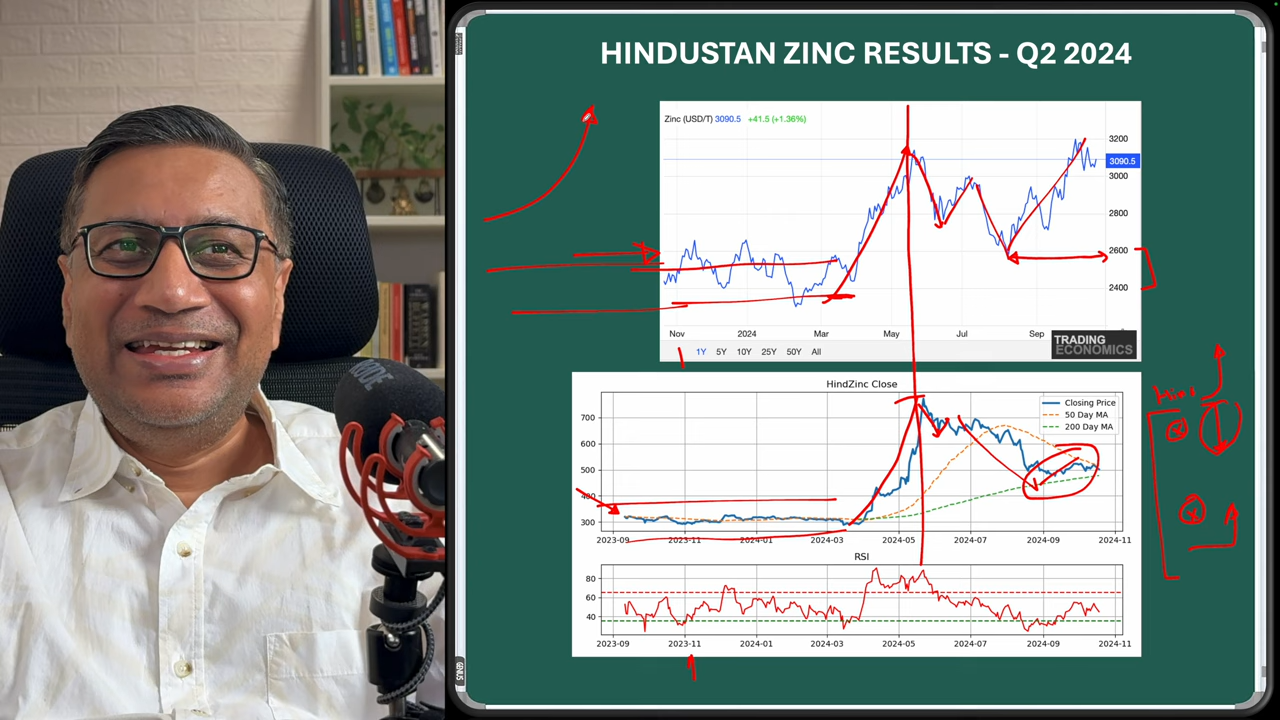 HINDUSTAN ZINC RESULTS - Q2 2024
Zinc (USD/T) 3090.5 +41.5 (+1.36%)
3200
3090.5
3000
2800
2600
2400
Nov 2024 Mar May Jul Sep
1Y 5Y 10Y 25Y 50Y All
TRADING
ECONOMICS
HindZinc Close
Closing Price
50 Day MA
200 Day MA
700
600
500
400
300
2023-09 2023-11 2024-01 2024-03 2024-05 2024-07 2024-09 2024-11
RSI
80
60
40
2023-09 2023-11 2024-01 2024-03 2024-05 2024-07 2024-09 2024-11